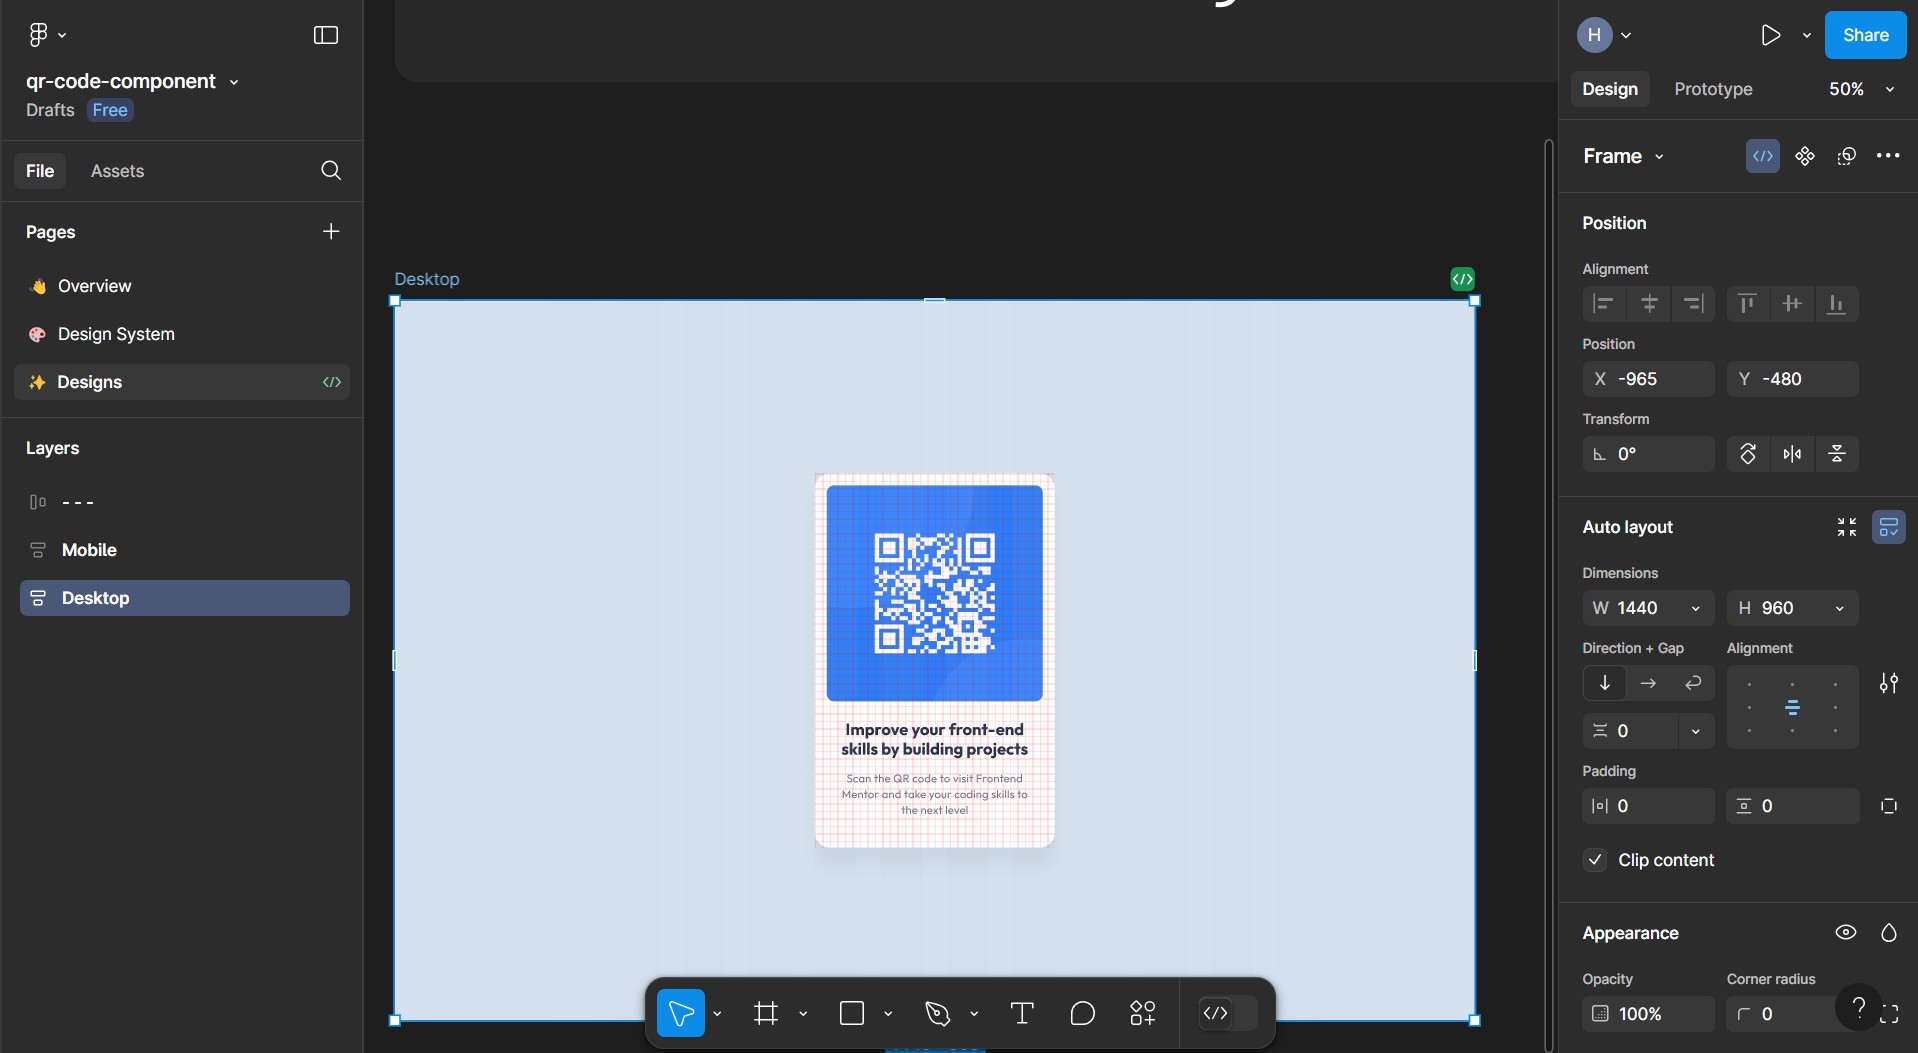 qr-code-component
Drafts Free
File Assets
Pages
Overview
Design System
Designs
Layers
- - -
Mobile
Desktop
Desktop
Improve your front-end
skills by building projects
Scan the QR code to visit Frontend
Mentor and take your coding skills to
the next level
H
Share
Design Prototype 50%
Frame
Position
Alignment
Position
X -965 Y -480
Transform
0°
Auto layout
Dimensions
W 1440 H 960
Direction + Gap Alignment
0
Padding
0 0
Clip content
Appearance
Opacity Corner radius
100% 0
?